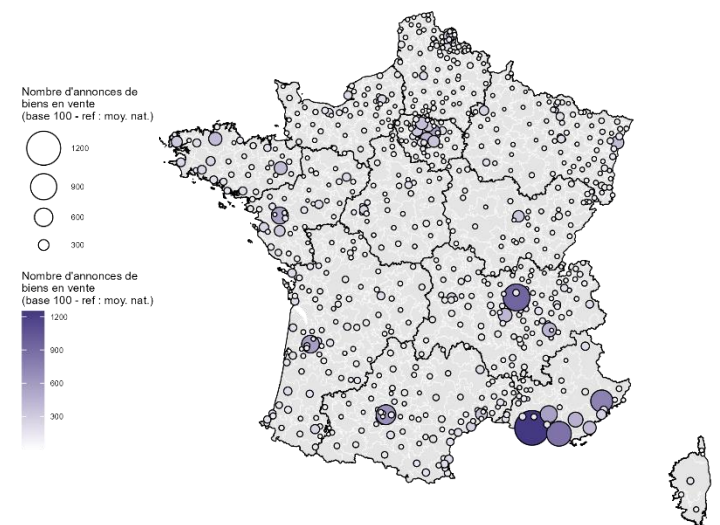 Nombre d'annonces de
biens en vente
(base 100 - ref : moy. nat.)
1200
900
600
300
Nombre d'annonces de
biens en vente
(base 100 - ref : moy. nat.)
1200
900
600
300